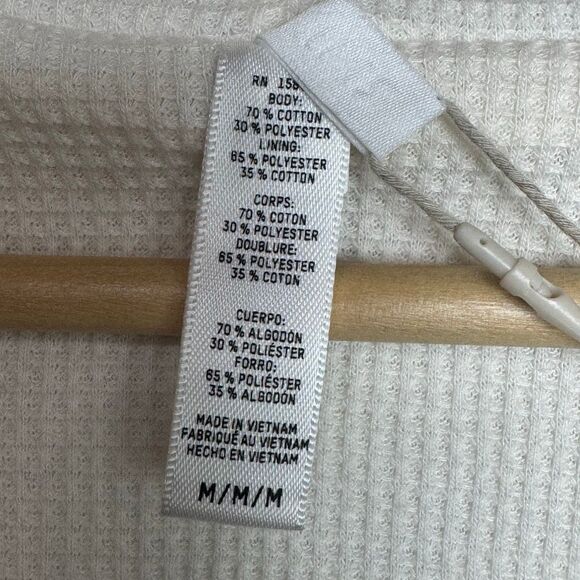 RN
BODY:
70 % COTTON
30 % POLYESTER
LINING:
65 % POLYESTER
35 % COTTON
CORPS:
70 % COTON
30 % POLYESTER
DOUBLURE:
65 % POLYESTER
35 % COTON
CUERPO:
70 % ALGODÓN
30 % POLIÉSTER
FORRO:
65 % POLIÉSTER
35 % ALGODÓN
MADE IN VIETNAM
FABRIQUÉ AU VIETNAM
HECHO EN VIETNAM
M/M/M